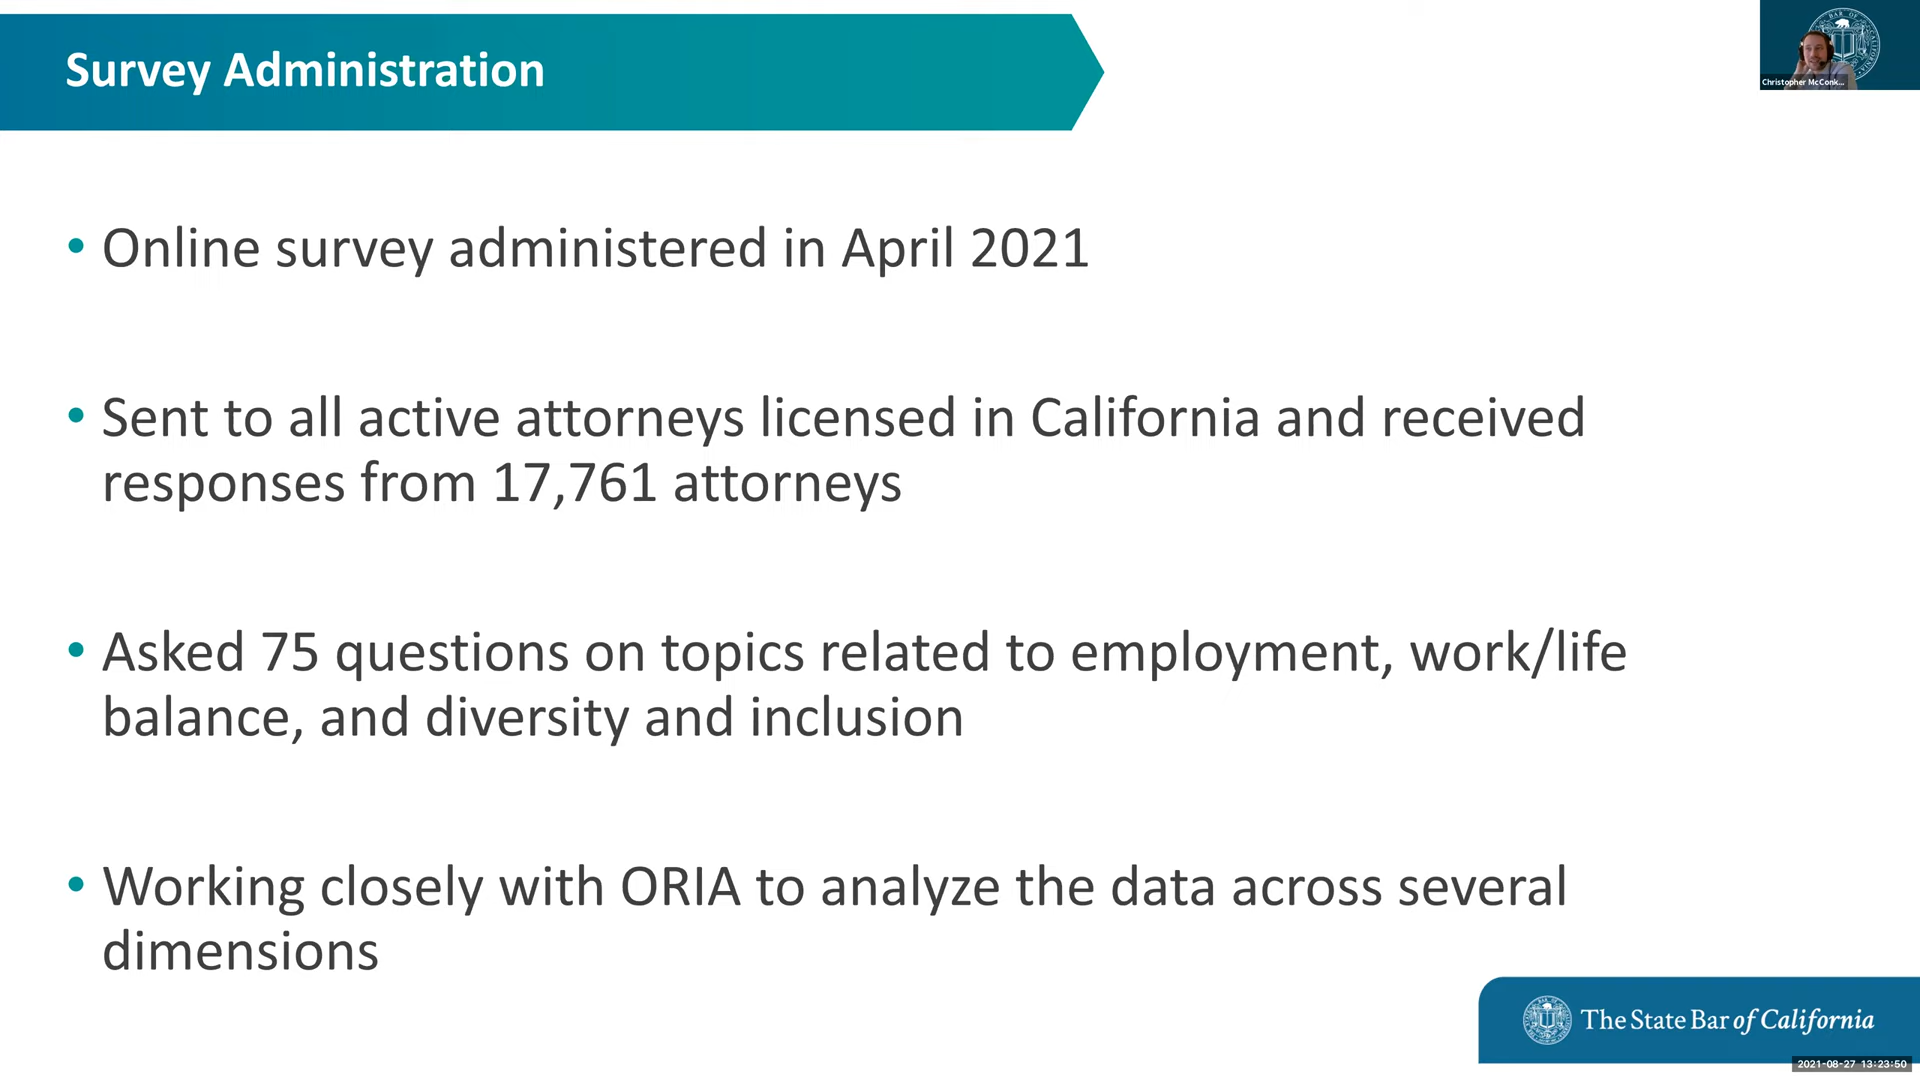 Survey Administration
Christopher McConk...
• Online survey administered in April 2021
• Sent to all active attorneys licensed in California and received
responses from 17,761 attorneys
• Asked 75 questions on topics related to employment, work/life
balance, and diversity and inclusion
• Working closely with ORIA to analyze the data across several
dimensions
The State Bar of California
2021-08-27 13:23:50